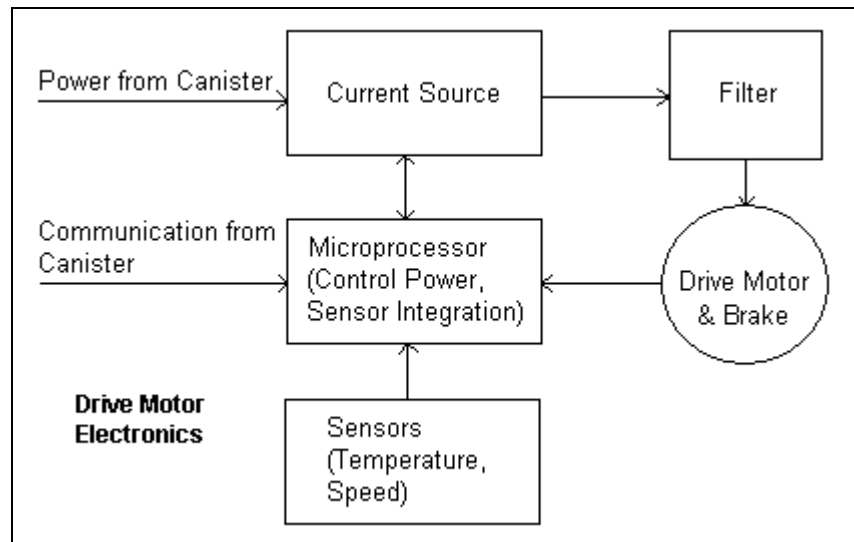 Power from Canister
Current Source
Filter
Communication from
Canister
Microprocessor
(Control Power,
Sensor Integration)
Drive Motor
& Brake
Drive Motor
Electronics
Sensors
(Temperature,
Speed)